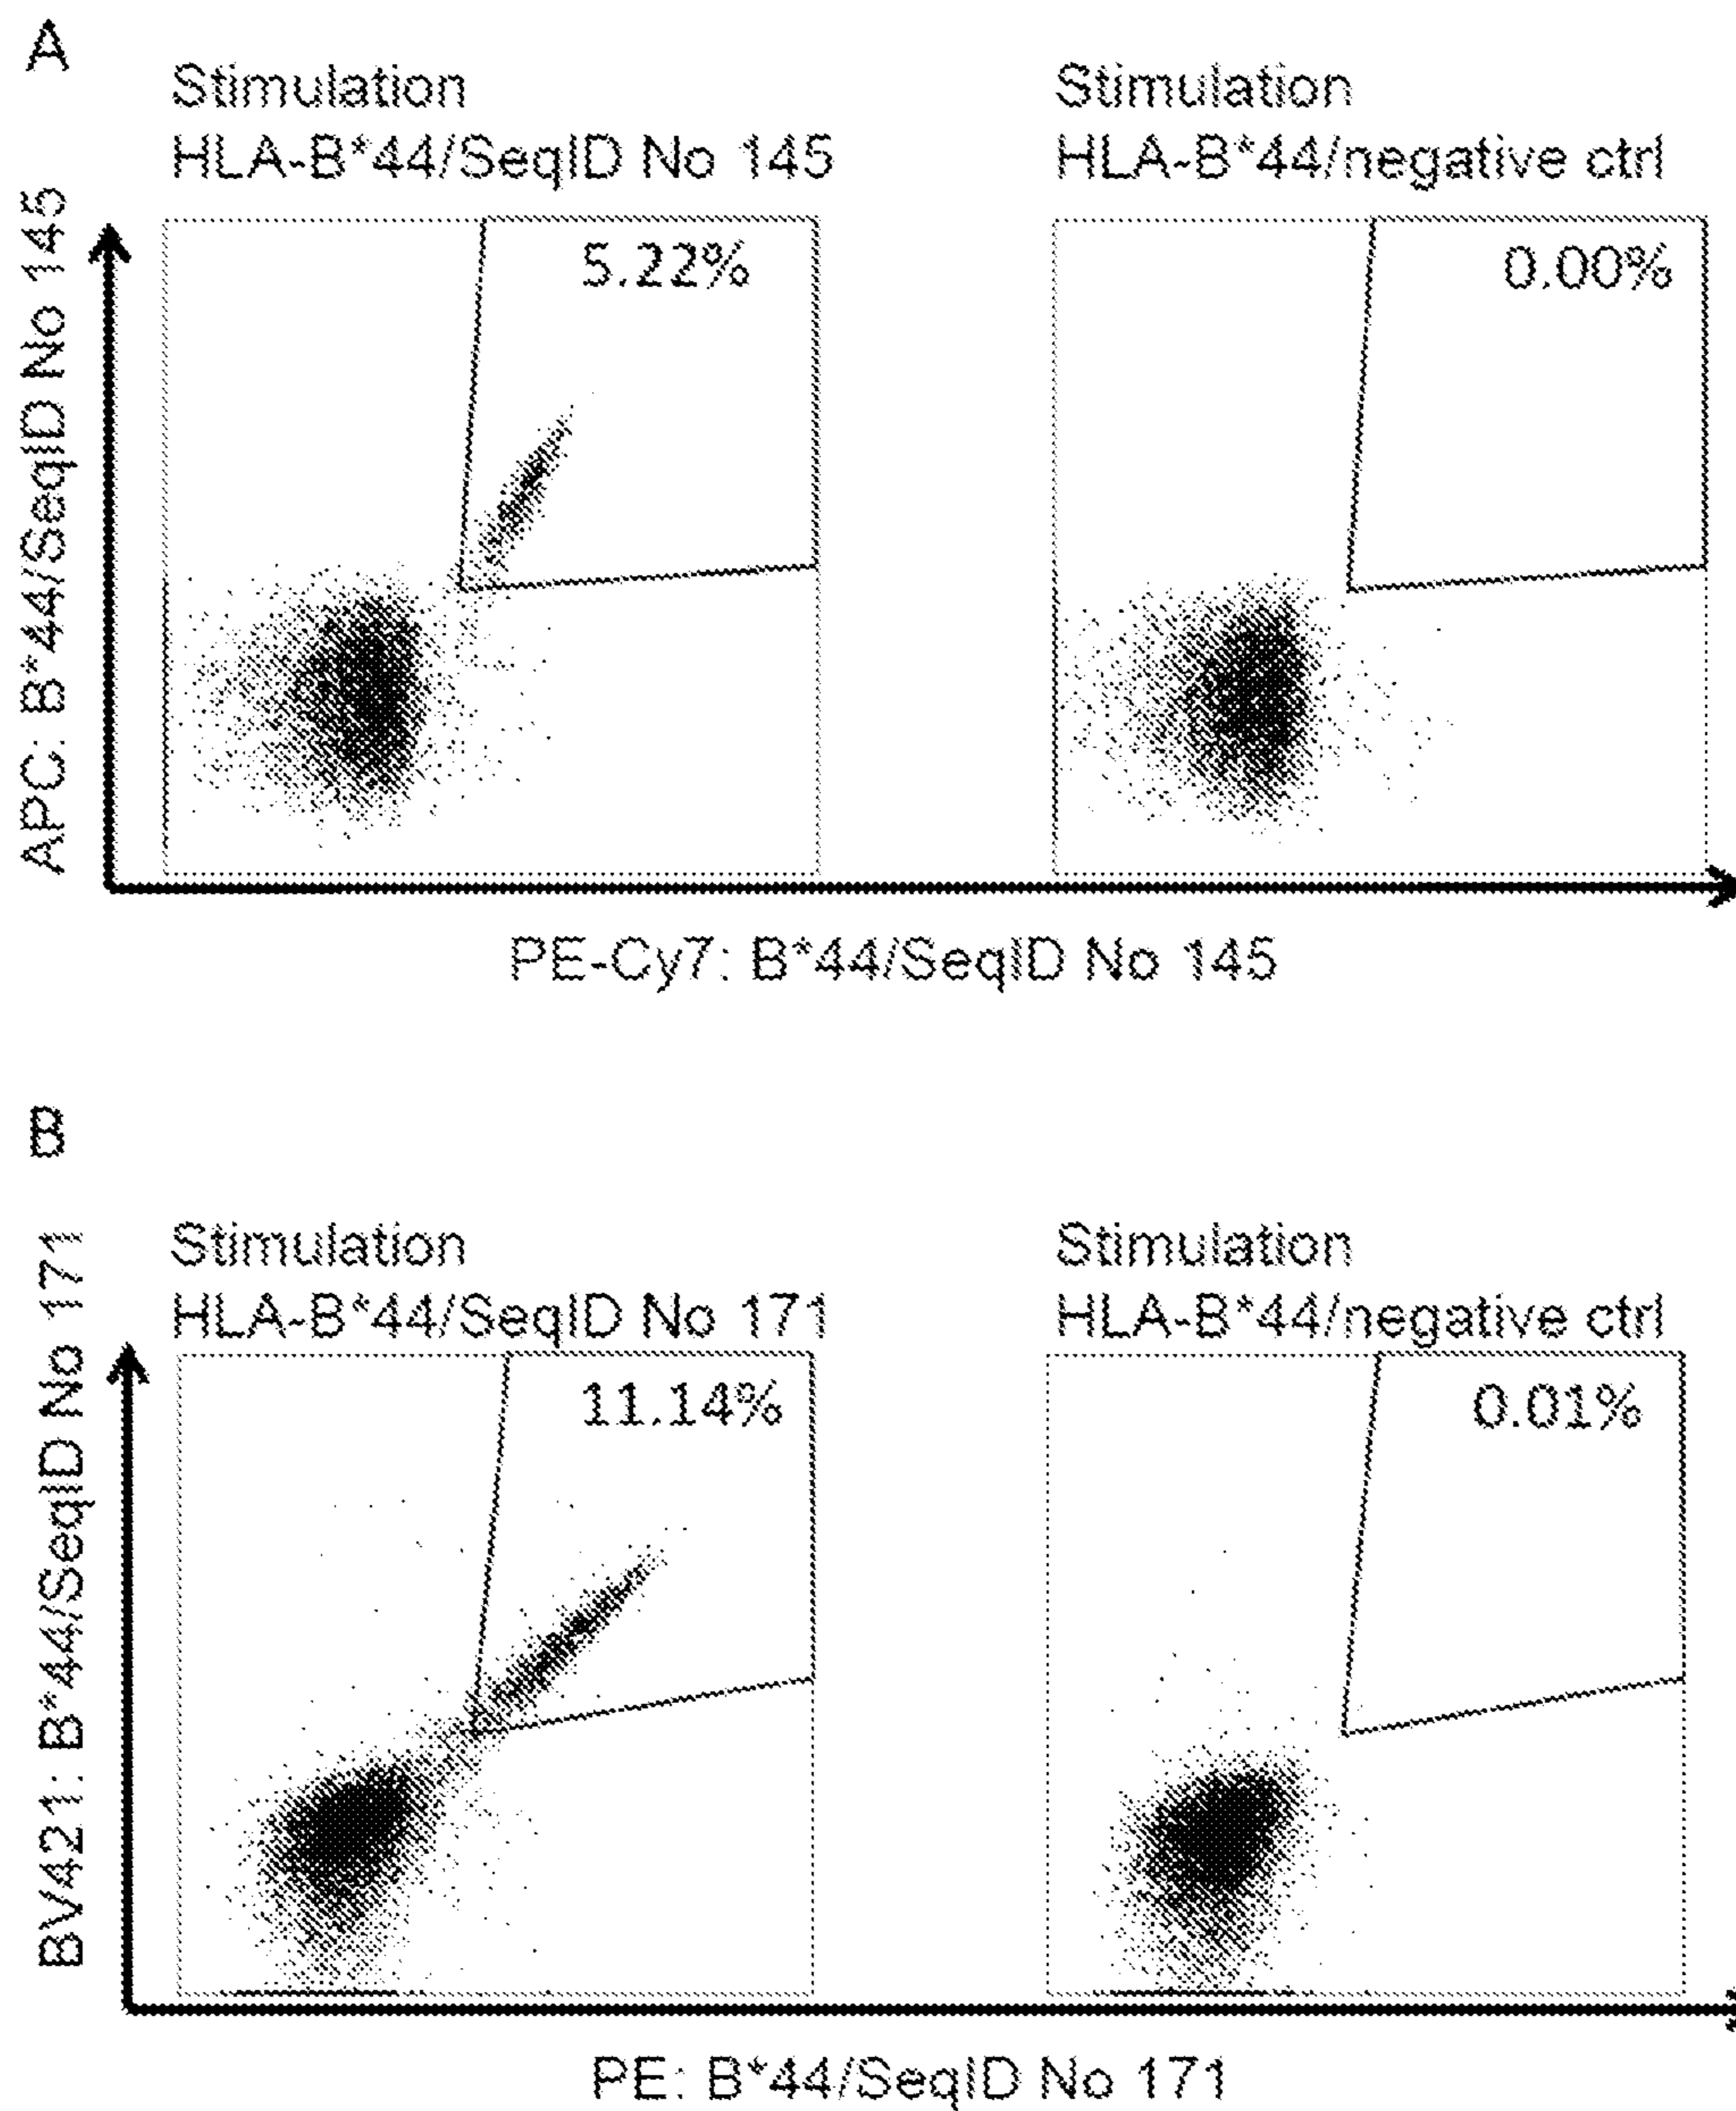 A
Stimulation
HLA-B*44/SeqID No 145
Stimulation
HLA-B*44/negative ctrl
APC: B*44/SeqID No 145
5.22%
0.00%
PE-Cy7: B*44/SeqID No 145
B
Stimulation
HLA-B*44/SeqID No 171
Stimulation
HLA-B*44/negative ctrl
BV421: B*44/SeqID No 171
11.14%
0.01%
PE: B*44/SeqID No 171